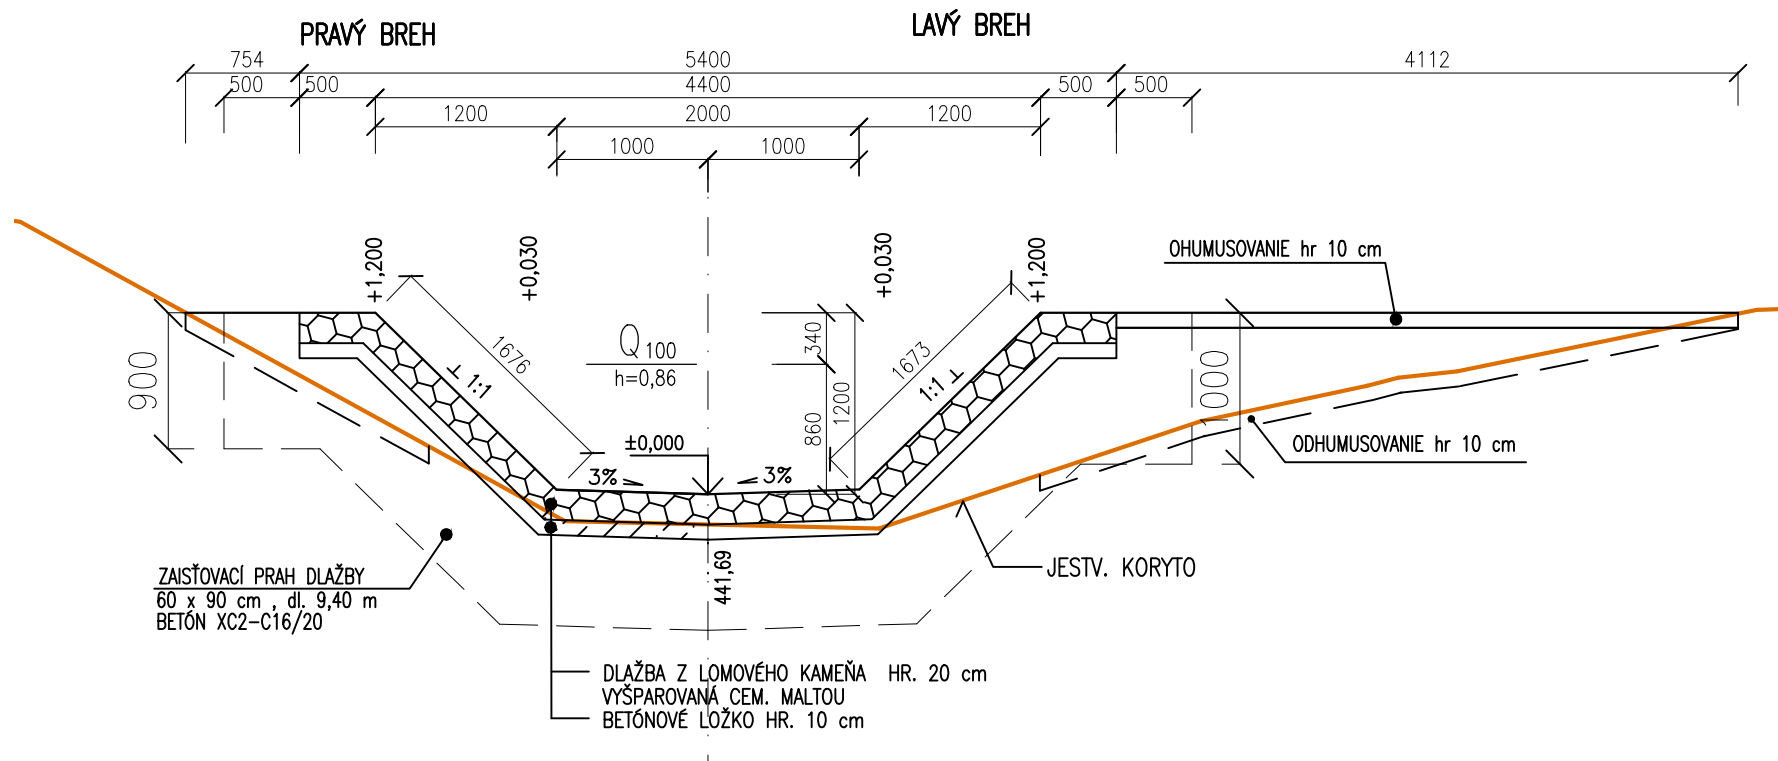 PRAVÝ BREH
LAVÝ BREH
754 5400 4112
500 500 4400 500 500
1200 2000 1200
1000 1000
+1,200 +0,030 +0,030 +1,200
OHUMUSOVANIE hr 10 cm
900
1676
1:1
Q100
h=0,86
340
860
1200
1673
1:1
±0,000
3% 3%
ODHUMUSOVANIE hr 10 cm
441,69
JESTV. KORYTO
ZAISŤOVACÍ PRAH DLAŽBY
60 x 90 cm , dl. 9,40 m
BETÓN XC2-C16/20
DLAŽBA Z LOMOVÉHO KAMEŇA HR. 20 cm
VYŠPAROVANÁ CEM. MALTOU
BETÓNOVÉ LOŽKO HR. 10 cm